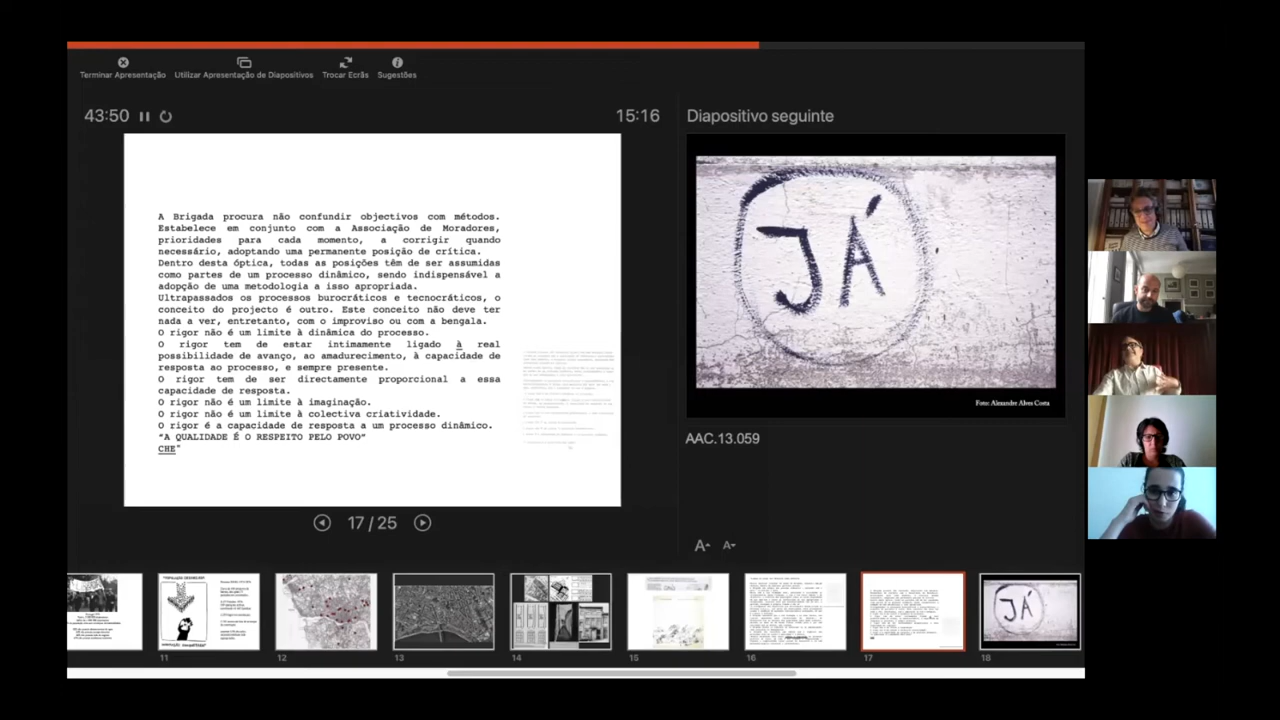 Terminar Apresentação
Utilizar Apresentação de Diapositivos
Trocar Ecrãs
Sugestões
43:50
15:16
Diapositivo seguinte
A Brigada procura não confundir objectivos com métodos.
Estabelece em conjunto com a Associação de Moradores,
prioridades para cada momento, a corrigir quando
necessário, adoptando uma permanente posição de crítica.
Dentro desta óptica, todas as posições têm de ser assumidas
como partes de um processo dinâmico, sendo indispensável a
adopção de uma metodologia a isso apropriada.
Ultrapassados os processos burocráticos e tecnocráticos, o
conceito do projecto é outro. Este conceito não deve ter
nada a ver, entretanto, com o improviso ou com a bengala.
O rigor não é um limite à dinâmica do processo.
O rigor tem de estar intimamente ligado à real
possibilidade de avanço, ao amadurecimento, à capacidade de
resposta ao processo, e sempre presente.
O rigor tem de ser directamente proporcional a essa
capacidade de resposta.
O rigor não é um limite à imaginação.
O rigor não é um limite à colectiva criatividade.
O rigor é a capacidade de resposta a um processo dinâmico.
"A QUALIDADE É O RESPEITO PELO POVO"
CHE"
JÁ
Foto: Alexandre Alves Costa
AAC.13.059
17 / 25
A A
JÁ
11
12
13
14
15
16
17
18